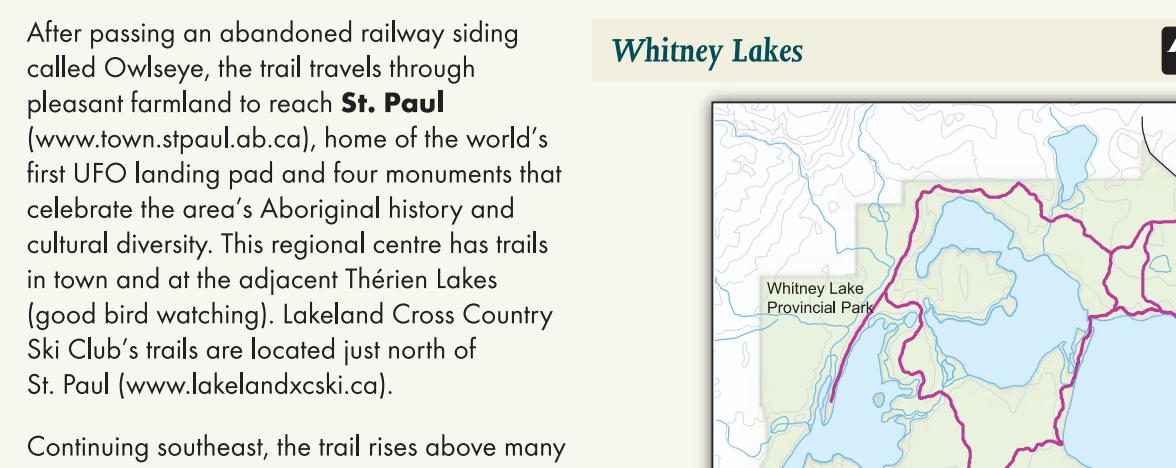 After passing an abandoned railway siding
called Owlseye, the trail travels through
pleasant farmland to reach St. Paul
(www.town.stpaul.ab.ca), home of the world's
first UFO landing pad and four monuments that
celebrate the area's Aboriginal history and
cultural diversity. This regional centre has trails
in town and at the adjacent Thérien Lakes
(good bird watching). Lakeland Cross Country
Ski Club's trails are located just north of
St. Paul (www.lakelandxcski.ca).
Continuing southeast, the trail rises above many
Whitney Lakes
Whitney Lake
Provincial Park